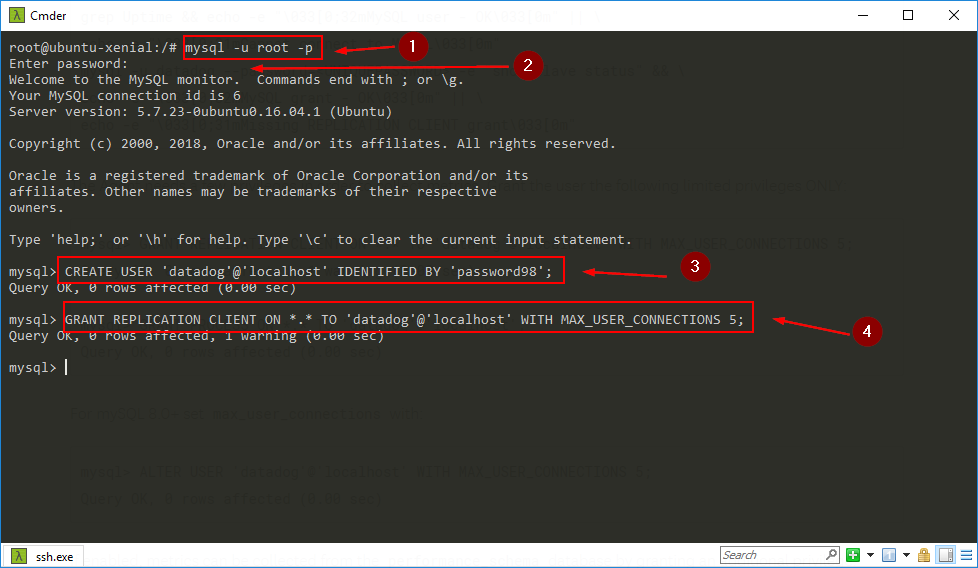 Cmder
root@ubuntu-xenial:/# mysql -u root -p
1
Enter password:
2
Welcome to the MySQL monitor.  Commands end with ; or \g.
Your MySQL connection id is 6
Server version: 5.7.23-0ubuntu0.16.04.1 (Ubuntu)
Copyright (c) 2000, 2018, Oracle and/or its affiliates. All rights reserved.
Oracle is a registered trademark of Oracle Corporation and/or its
affiliates. Other names may be trademarks of their respective
owners.
Type 'help;' or '\h' for help. Type '\c' to clear the current input statement.
mysql> CREATE USER 'datadog'@'localhost' IDENTIFIED BY 'password98';
3
Query OK, 0 rows affected (0.00 sec)
mysql> GRANT REPLICATION CLIENT ON *.* TO 'datadog'@'localhost' WITH MAX_USER_CONNECTIONS 5;
4
Query OK, 0 rows affected, 1 warning (0.00 sec)
mysql>
ssh.exe
Search